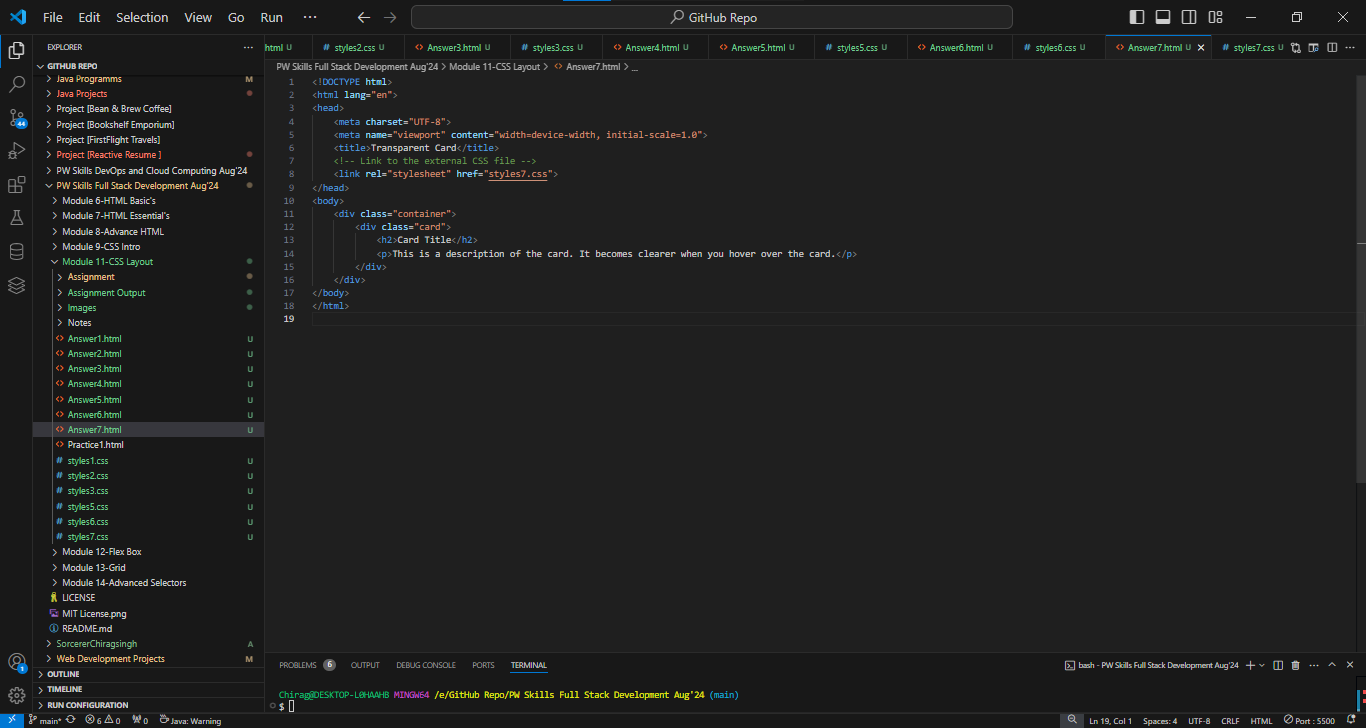 File Edit Selection View Go Run ··· GitHub Repo
EXPLORER ···
GITHUB REPO
Java Programms M
Java Projects
Project [Bean & Brew Coffee]
Project [Bookshelf Emporium]
Project [FirstFlight Travels]
Project [Reactive Resume ]
PW Skills DevOps and Cloud Computing Aug'24
PW Skills Full Stack Development Aug'24
Module 6-HTML Basic's
Module 7-HTML Essential's
Module 8-Advance HTML
Module 9-CSS Intro
Module 11-CSS Layout
Assignment
Assignment Output
Images
Notes
Answer1.html U
Answer2.html U
Answer3.html U
Answer4.html U
Answer5.html U
Answer6.html U
Answer7.html U
Practice1.html
# styles1.css U
# styles2.css U
# styles3.css U
# styles5.css U
# styles6.css U
# styles7.css U
Module 12-Flex Box
Module 13-Grid
Module 14-Advanced Selectors
LICENSE
MIT License.png
README.md
SorcererChiragsingh A
Web Development Projects M
OUTLINE
TIMELINE
RUN CONFIGURATION
44
1
html U # styles2.css U Answer3.html U # styles3.css U Answer4.html U Answer5.html U # styles5.css U Answer6.html U # styles6.css U Answer7.html U # styles7.css U ···
PW Skills Full Stack Development Aug'24 > Module 11-CSS Layout > Answer7.html > ...
1 <!DOCTYPE html>
2 <html lang="en">
3 <head>
4 <meta charset="UTF-8">
5 <meta name="viewport" content="width=device-width, initial-scale=1.0">
6 <title>Transparent Card</title>
7 <!-- Link to the external CSS file -->
8 <link rel="stylesheet" href="styles7.css">
9 </head>
10 <body>
11 <div class="container">
12 <div class="card">
13 <h2>Card Title</h2>
14 <p>This is a description of the card. It becomes clearer when you hover over the card.</p>
15 </div>
16 </div>
17 </body>
18 </html>
19
PROBLEMS 6 OUTPUT DEBUG CONSOLE PORTS TERMINAL bash - PW Skills Full Stack Development Aug'24 ···
Chirag@DESKTOP-L0HAAHB MINGW64 /e/GitHub Repo/PW Skills Full Stack Development Aug'24 (main)
$
main* 6 0 0 Java: Warning Ln 19, Col 1 Spaces: 4 UTF-8 CRLF HTML Port : 5500